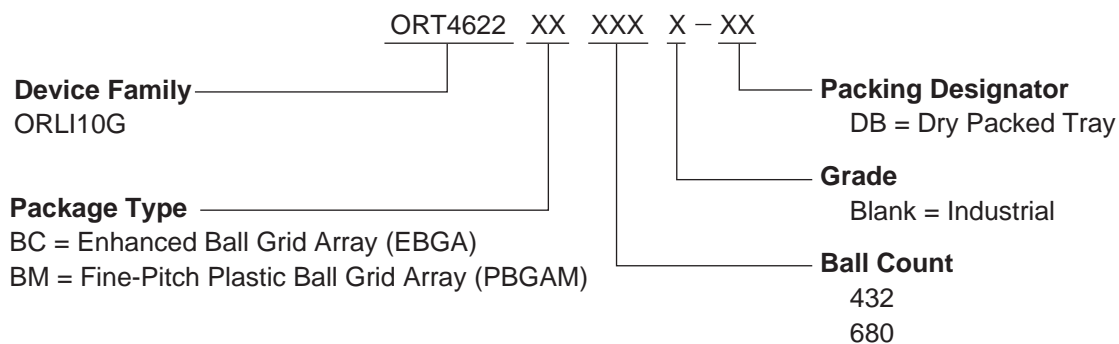 ORT4622 XX XXX X – XX
Device Family
ORLI10G
Package Type
BC = Enhanced Ball Grid Array (EBGA)
BM = Fine-Pitch Plastic Ball Grid Array (PBGAM)
Packing Designator
DB = Dry Packed Tray
Grade
Blank = Industrial
Ball Count
432
680